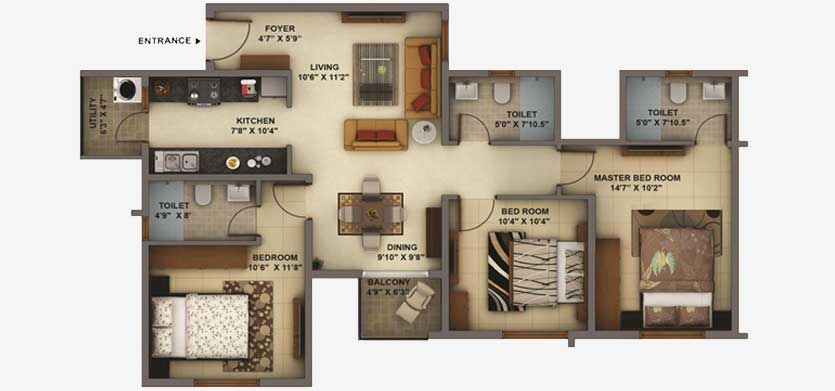 ENTRANCE
FOYER
4'7" X 5'9"
LIVING
10'6" X 11'2"
UTILITY
6'3" X 4'7"
KITCHEN
7'8" X 10'4"
TOILET
5'0" X 7'10.5"
TOILET
5'0" X 7'10.5"
MASTER BED ROOM
14'7" X 10'2"
TOILET
4'9" X 8'
BED ROOM
10'4" X 10'4"
DINING
9'10" X 9'8"
BEDROOM
10'6" X 11'8"
BALCONY
4'9" X 6'3"